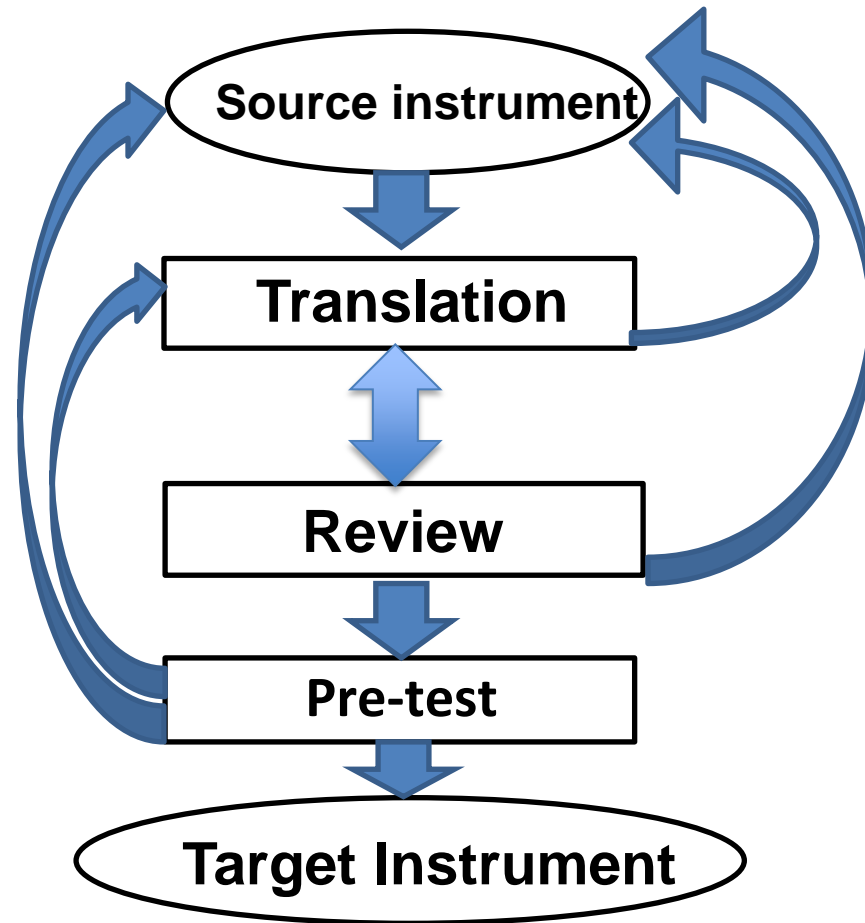 Source instrument
Translation
Review
Pre-test
Target Instrument